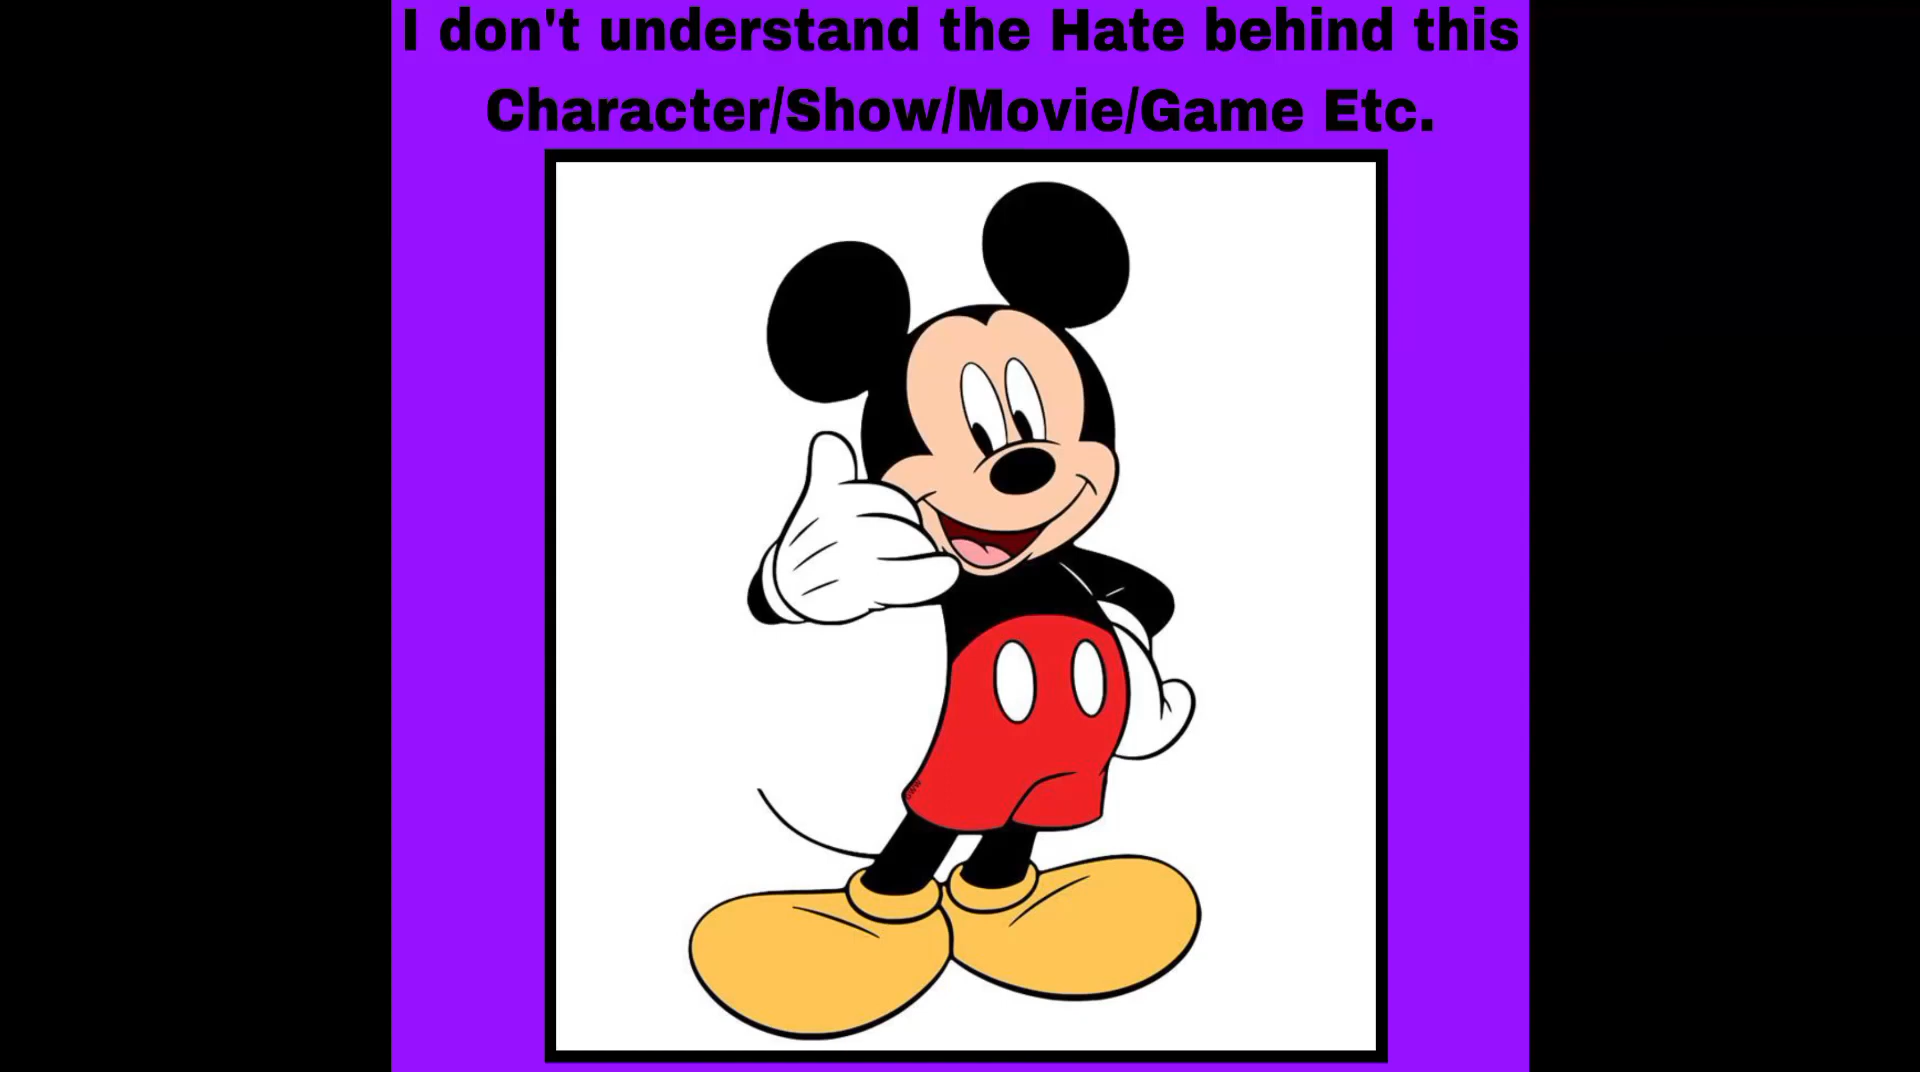 I don't understand the Hate behind this
Character/Show/Movie/Game Etc.